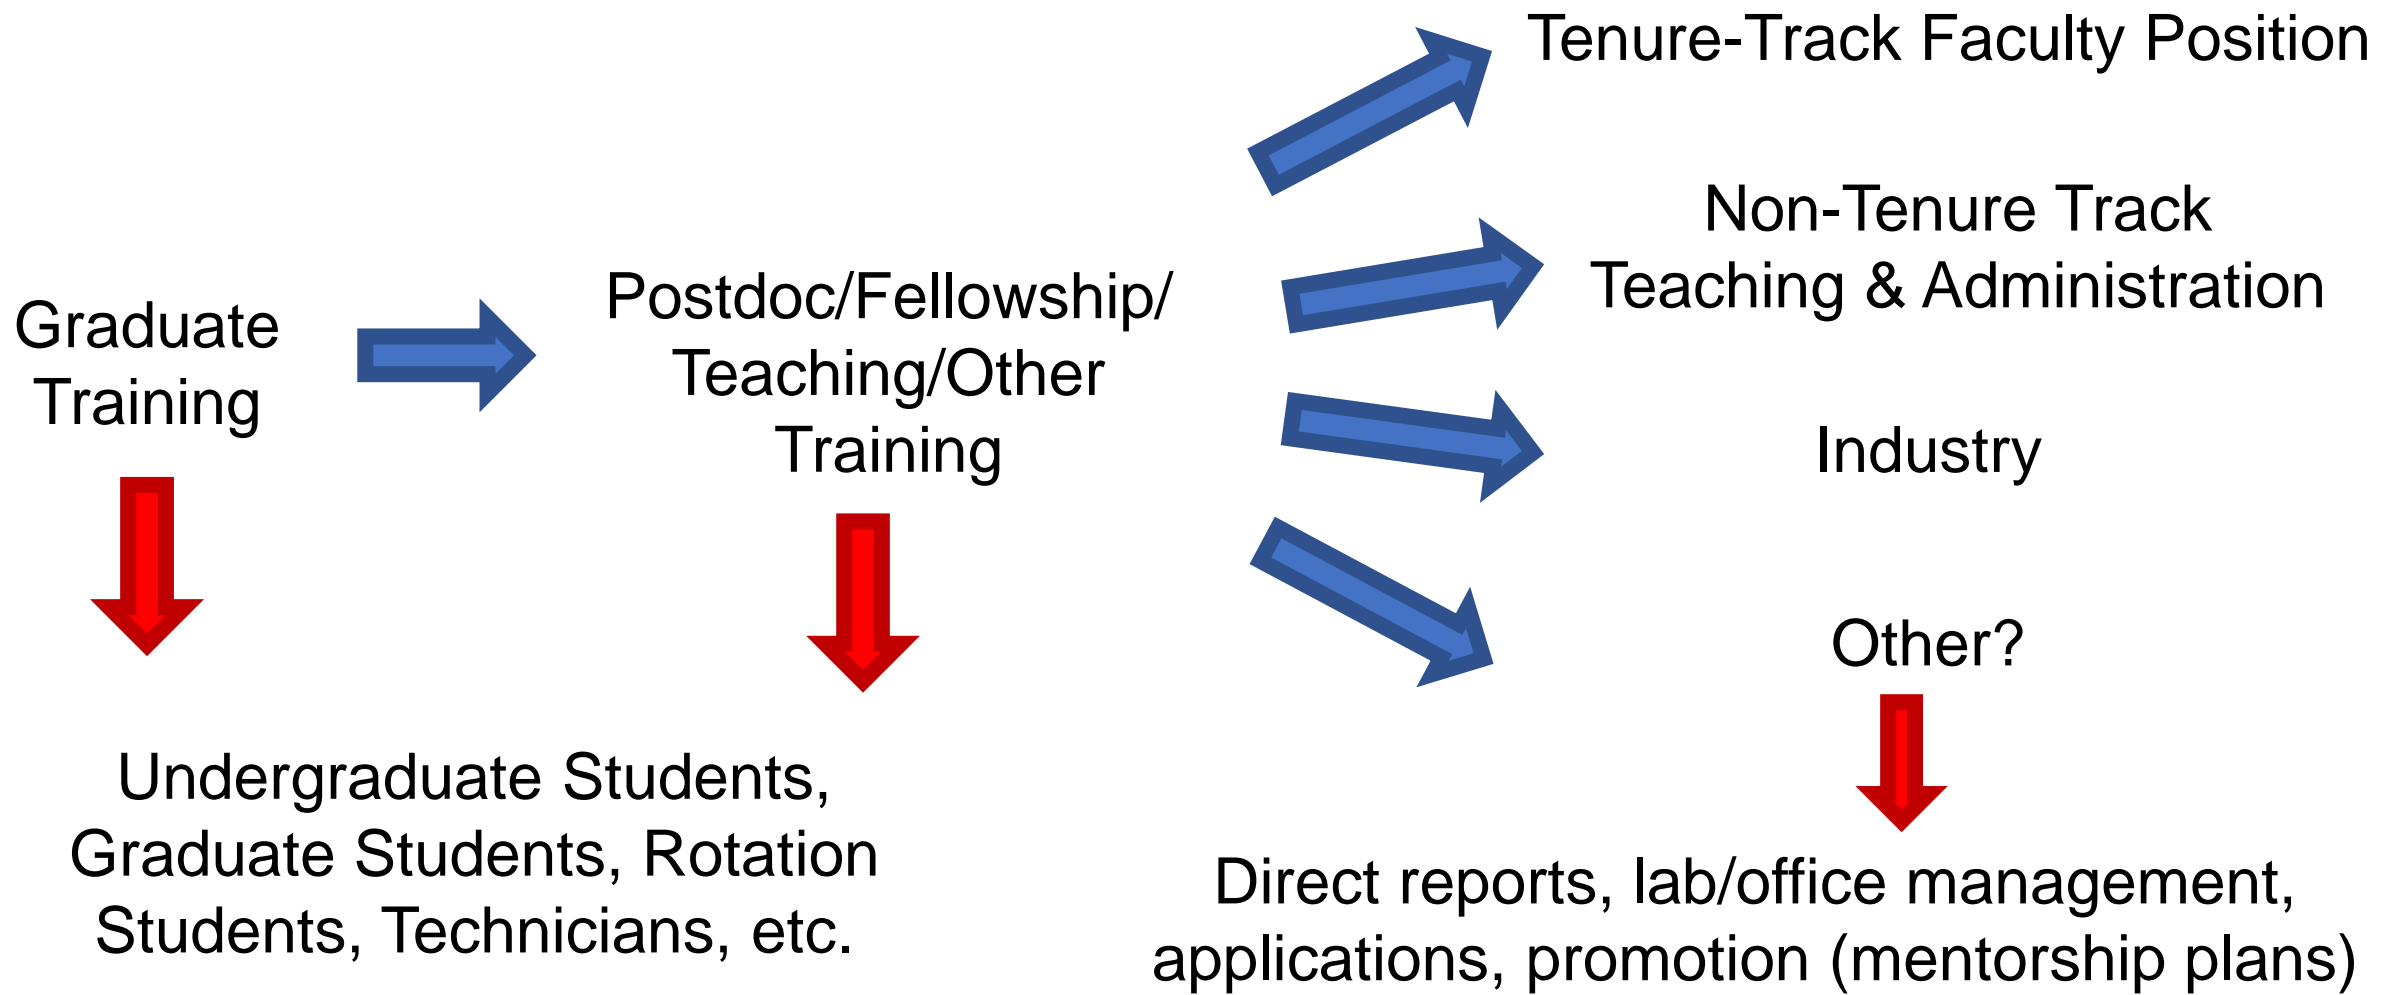 Graduate
Training
Postdoc/Fellowship/
Teaching/Other
Training
Tenure-Track Faculty Position
Non-Tenure Track
Teaching & Administration
Industry
Other?
Undergraduate Students,
Graduate Students, Rotation
Students, Technicians, etc.
Direct reports, lab/office management,
applications, promotion (mentorship plans)